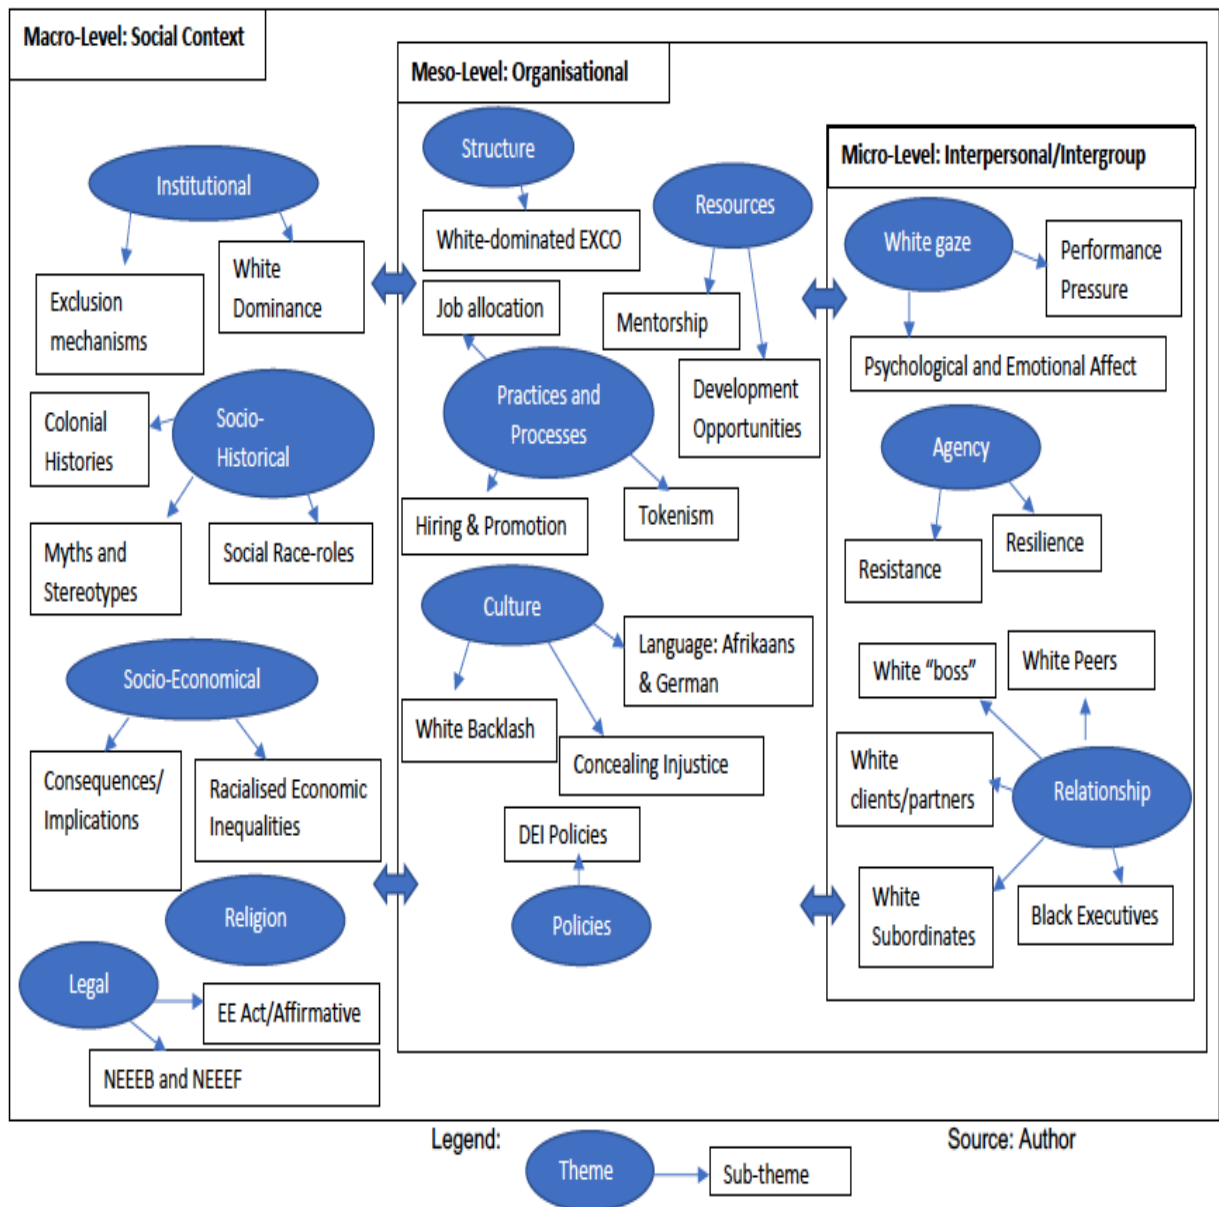 Macro-Level: Social Context
Meso-Level: Organisational
Micro-Level: Interpersonal/Intergroup
Institutional
Exclusion
mechanisms
White
Dominance
Socio-
Historical
Colonial
Histories
Myths and
Stereotypes
Social Race-roles
Socio-Economical
Consequences/
Implications
Racialised Economic
Inequalities
Religion
Legal
EE Act/Affirmative
NEEEB and NEEEF
Structure
White-dominated EXCO
Resources
Mentorship
Development
Opportunities
Job allocation
Practices and
Processes
Hiring & Promotion
Tokenism
Culture
Language: Afrikaans
& German
White Backlash
Concealing Injustice
DEI Policies
Policies
White gaze
Performance
Pressure
Psychological and Emotional Affect
Agency
Resistance
Resilience
White “boss”
White Peers
White
clients/partners
Relationship
White
Subordinates
Black Executives
Legend:
Theme
Sub-theme
Source: Author